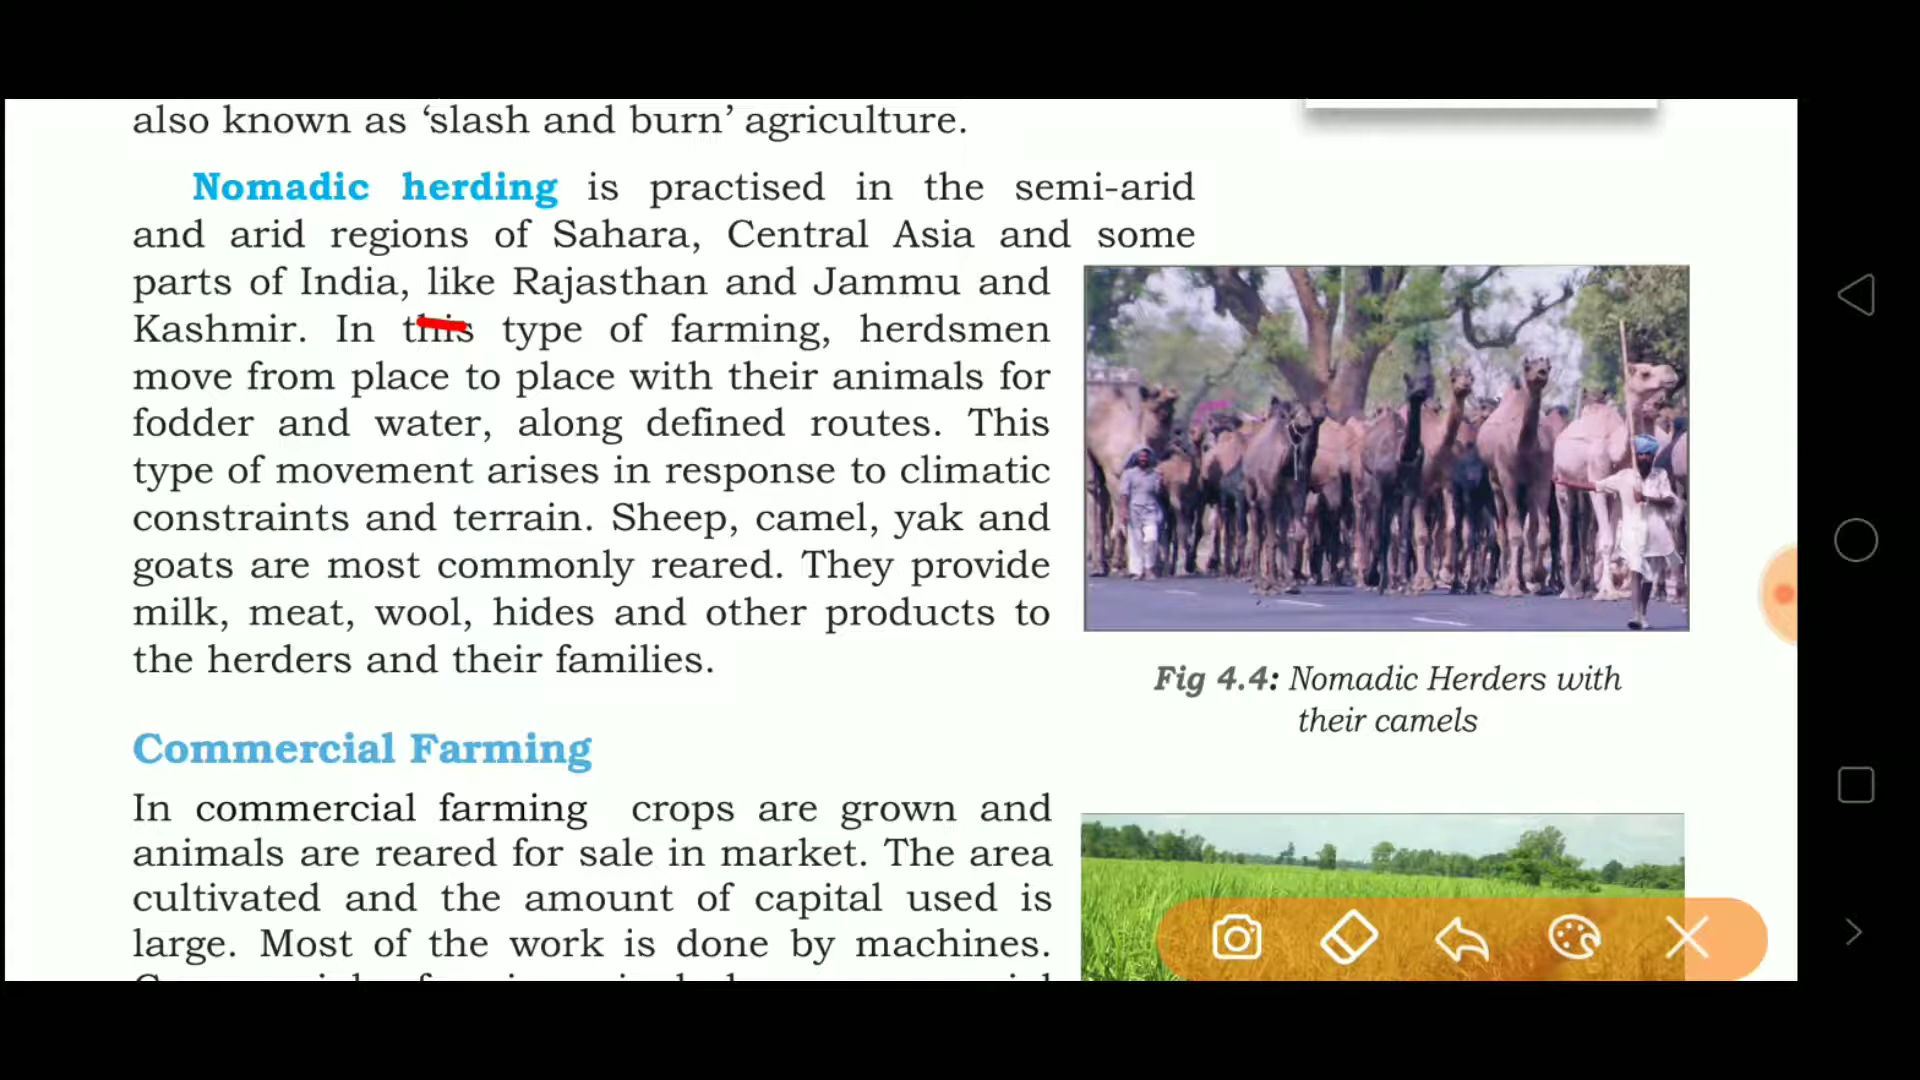 also known as ‘slash and burn’ agriculture.
Nomadic herding is practised in the semi-arid
and arid regions of Sahara, Central Asia and some
parts of India, like Rajasthan and Jammu and
Kashmir. In this type of farming, herdsmen
move from place to place with their animals for
fodder and water, along defined routes. This
type of movement arises in response to climatic
constraints and terrain. Sheep, camel, yak and
goats are most commonly reared. They provide
milk, meat, wool, hides and other products to
the herders and their families.
Fig 4.4: Nomadic Herders with
their camels
Commercial Farming
In commercial farming crops are grown and
animals are reared for sale in market. The area
cultivated and the amount of capital used is
large. Most of the work is done by machines.